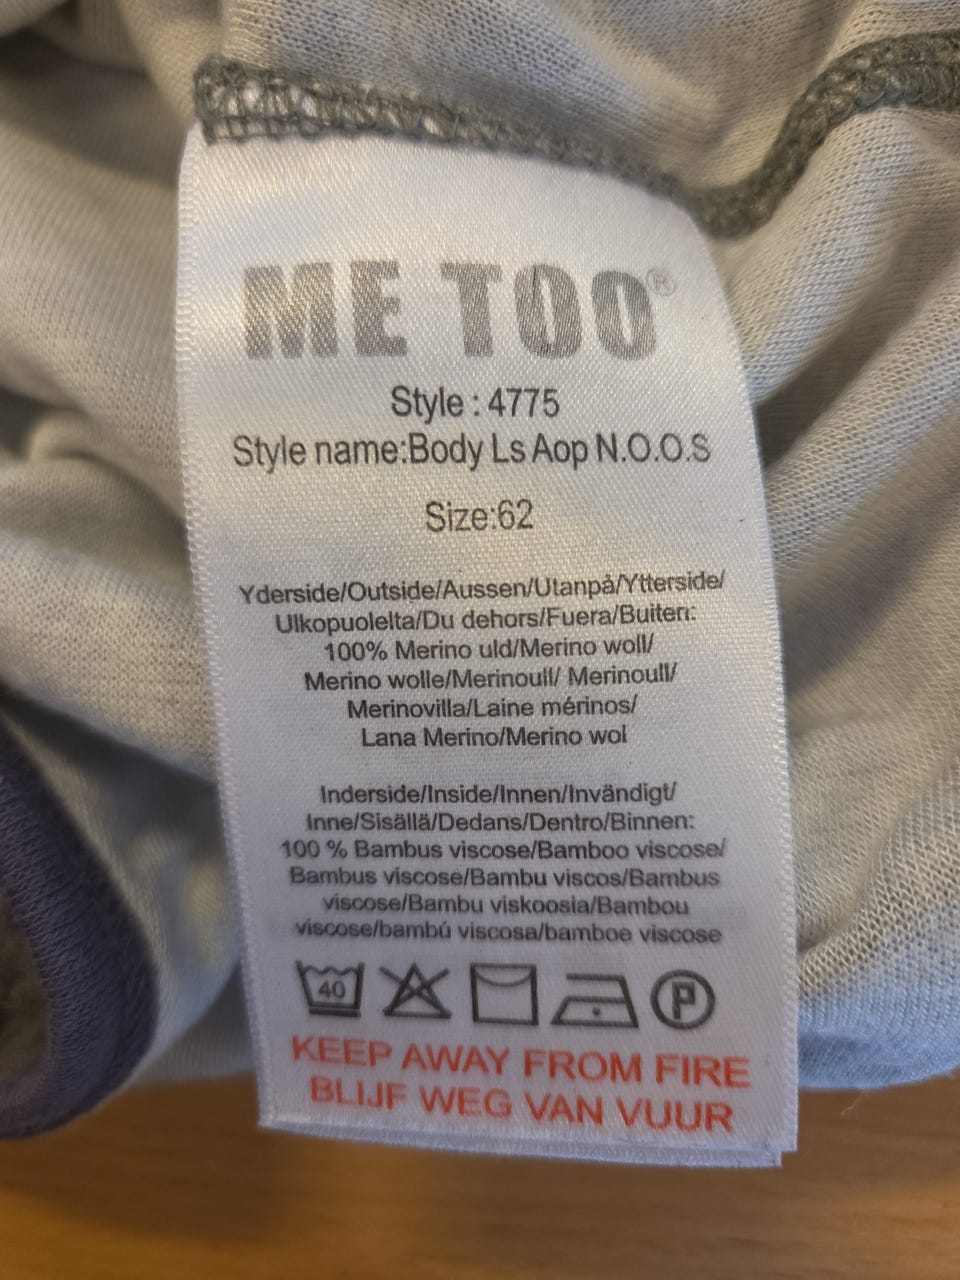 ME TOO®
Style : 4775
Style name:Body Ls Aop N.O.O.S
Size:62
Yderside/Outside/Aussen/Utanpå/Ytterside/
Ulkopuolelta/Du dehors/Fuera/Buiten:
100% Merino uld/Merino woll/
Merino wolle/Merinoull/ Merinoull/
Merinovilla/Laine mérinos/
Lana Merino/Merino wol
Inderside/Inside/Innen/Invändigt/
Inne/Sisällä/Dedans/Dentro/Binnen:
100 % Bambus viscose/Bamboo viscose/
Bambus viscose/Bambu viscos/Bambus
viscose/Bambu viskoosia/Bambou
viscose/bambú viscosa/bamboe viscose
40 P
KEEP AWAY FROM FIRE
BLIJF WEG VAN VUUR